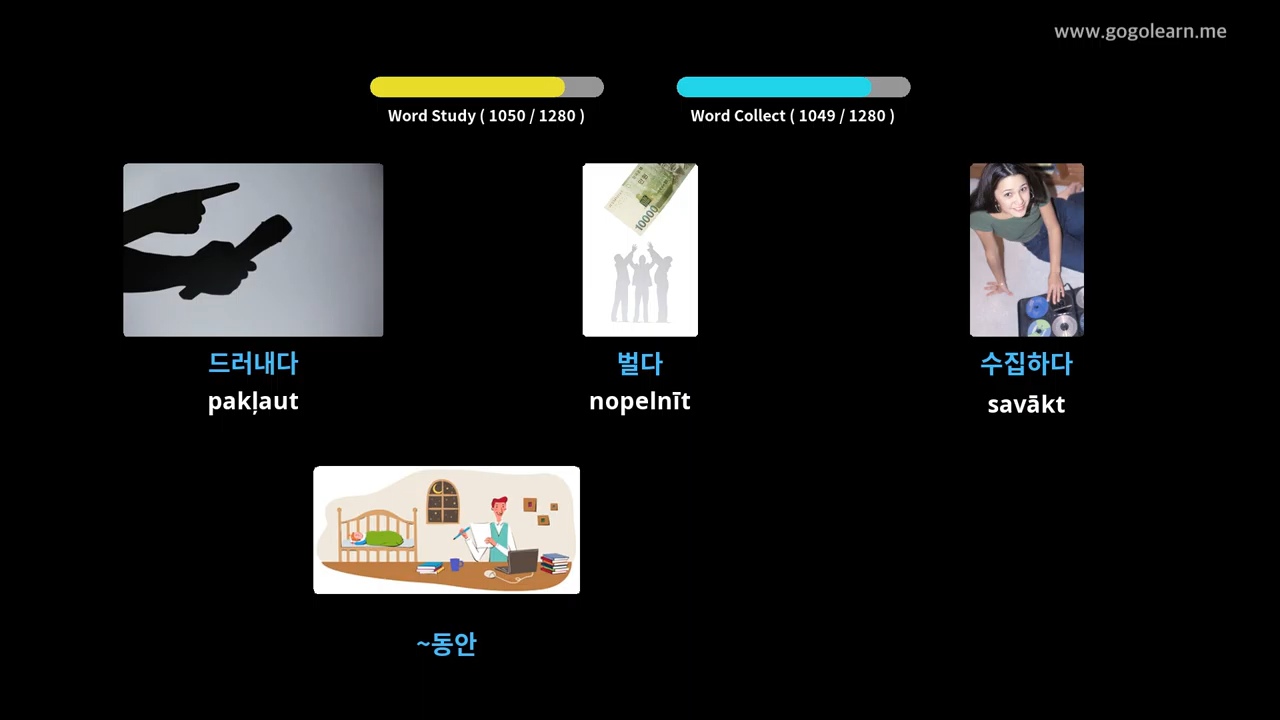 www.gogolearn.me
Word Study ( 1050 / 1280 )
Word Collect ( 1049 / 1280 )
10000
드러내다
벌다
수집하다
pakļaut
nopelnīt
savākt
~동안